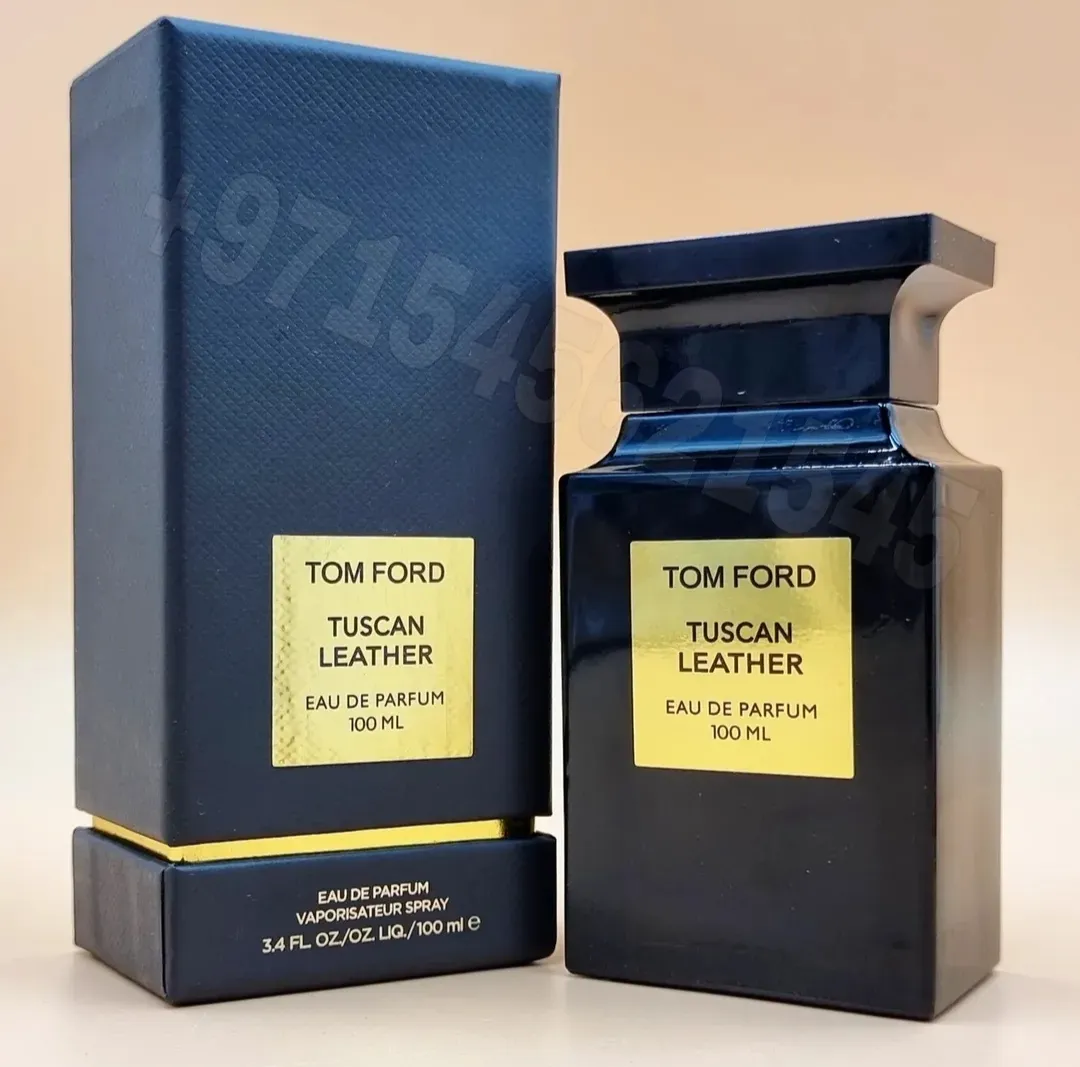 +971545621545
TOM FORD
TUSCAN
LEATHER
EAU DE PARFUM
100 ML
EAU DE PARFUM
VAPORISATEUR SPRAY
3.4 FL. OZ./OZ. LIQ./100 ml e
TOM FORD
TUSCAN
LEATHER
EAU DE PARFUM
100 ML